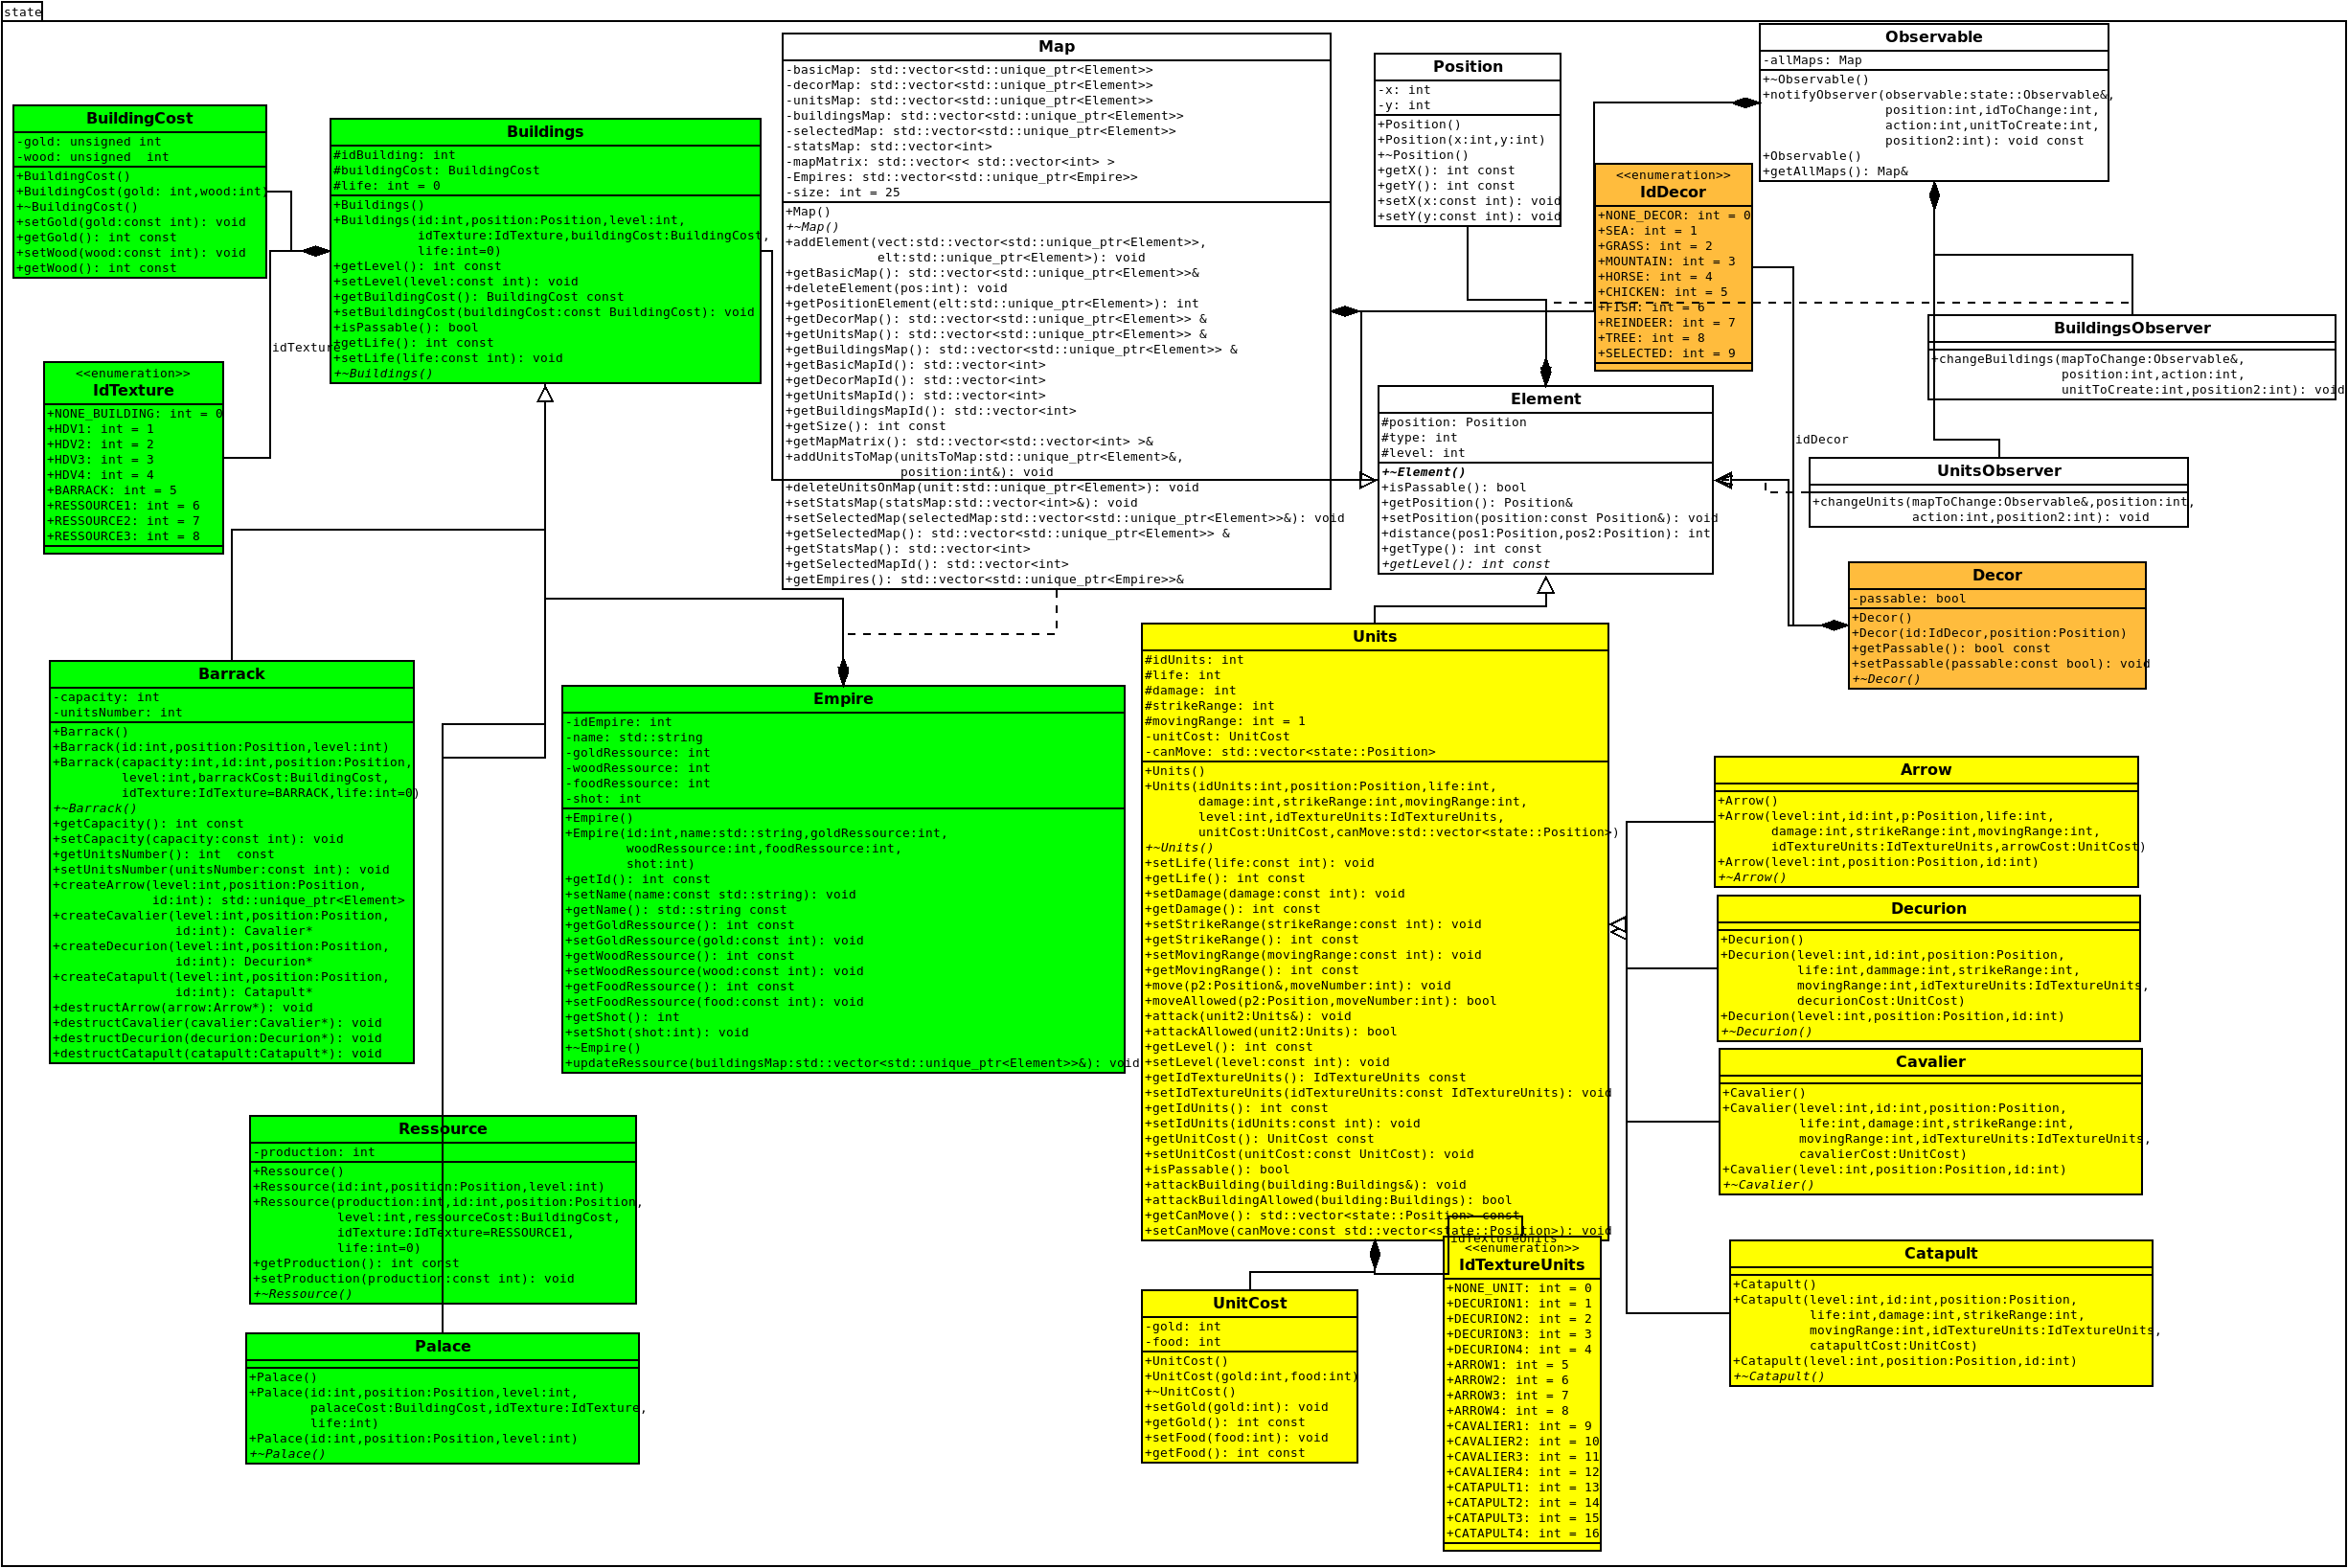 state
BuildingCost
-gold: unsigned int
-wood: unsigned  int
+BuildingCost()
+BuildingCost(gold: int,wood:int)
+~BuildingCost()
+setGold(gold:const int): void
+getGold(): int const
+setWood(wood:const int): void
+getWood(): int const
Buildings
#idBuilding: int
#buildingCost: BuildingCost
#life: int = 0
+Buildings()
+Buildings(id:int,position:Position,level:int,
idTexture:IdTexture,buildingCost:BuildingCost,
life:int=0)
+getLevel(): int const
+setLevel(level:const int): void
+getBuildingCost(): BuildingCost const
+setBuildingCost(buildingCost:const BuildingCost): void
+isPassable(): bool
+getLife(): int const
+setLife(life:const int): void
+~Buildings()
idTexture
<<enumeration>>
IdTexture
+NONE_BUILDING: int = 0
+HDV1: int = 1
+HDV2: int = 2
+HDV3: int = 3
+HDV4: int = 4
+BARRACK: int = 5
+RESSOURCE1: int = 6
+RESSOURCE2: int = 7
+RESSOURCE3: int = 8
Map
-basicMap: std::vector<std::unique_ptr<Element>>
-decorMap: std::vector<std::unique_ptr<Element>>
-unitsMap: std::vector<std::unique_ptr<Element>>
-buildingsMap: std::vector<std::unique_ptr<Element>>
-selectedMap: std::vector<std::unique_ptr<Element>>
-statsMap: std::vector<int>
-mapMatrix: std::vector< std::vector<int> >
-Empires: std::vector<std::unique_ptr<Empire>>
-size: int = 25
+Map()
+~Map()
+addElement(vect:std::vector<std::unique_ptr<Element>>,
elt:std::unique_ptr<Element>): void
+getBasicMap(): std::vector<std::unique_ptr<Element>>&
+deleteElement(pos:int): void
+getPositionElement(elt:std::unique_ptr<Element>): int
+getDecorMap(): std::vector<std::unique_ptr<Element>> &
+getUnitsMap(): std::vector<std::unique_ptr<Element>> &
+getBuildingsMap(): std::vector<std::unique_ptr<Element>> &
+getBasicMapId(): std::vector<int>
+getDecorMapId(): std::vector<int>
+getUnitsMapId(): std::vector<int>
+getBuildingsMapId(): std::vector<int>
+getSize(): int const
+getMapMatrix(): std::vector<std::vector<int> >&
+addUnitsToMap(unitsToMap:std::unique_ptr<Element>&,
position:int&): void
+deleteUnitsOnMap(unit:std::unique_ptr<Element>): void
+setStatsMap(statsMap:std::vector<int>&): void
+setSelectedMap(selectedMap:std::vector<std::unique_ptr<Element>>&): void
+getSelectedMap(): std::vector<std::unique_ptr<Element>> &
+getStatsMap(): std::vector<int>
+getSelectedMapId(): std::vector<int>
+getEmpires(): std::vector<std::unique_ptr<Empire>>&
Position
-x: int
-y: int
+Position()
+Position(x:int,y:int)
+~Position()
+getX(): int const
+getY(): int const
+setX(x:const int): void
+setY(y:const int): void
<<enumeration>>
IdDecor
+NONE_DECOR: int = 0
+SEA: int = 1
+GRASS: int = 2
+MOUNTAIN: int = 3
+HORSE: int = 4
+CHICKEN: int = 5
+FISH: int = 6
+REINDEER: int = 7
+TREE: int = 8
+SELECTED: int = 9
Observable
-allMaps: Map
+~Observable()
+notifyObserver(observable:state::Observable&,
position:int,idToChange:int,
action:int,unitToCreate:int,
position2:int): void const
+Observable()
+getAllMaps(): Map&
BuildingsObserver
+changeBuildings(mapToChange:Observable&,
position:int,action:int,
unitToCreate:int,position2:int): void
idDecor
UnitsObserver
+changeUnits(mapToChange:Observable&,position:int,
action:int,position2:int): void
Element
#position: Position
#type: int
#level: int
+~Element()
+isPassable(): bool
+getPosition(): Position&
+setPosition(position:const Position&): void
+distance(pos1:Position,pos2:Position): int
+getType(): int const
+getLevel(): int const
Decor
-passable: bool
+Decor()
+Decor(id:IdDecor,position:Position)
+getPassable(): bool const
+setPassable(passable:const bool): void
+~Decor()
Barrack
-capacity: int
-unitsNumber: int
+Barrack()
+Barrack(id:int,position:Position,level:int)
+Barrack(capacity:int,id:int,position:Position,
level:int,barrackCost:BuildingCost,
idTexture:IdTexture=BARRACK,life:int=0)
+~Barrack()
+getCapacity(): int const
+setCapacity(capacity:const int): void
+getUnitsNumber(): int  const
+setUnitsNumber(unitsNumber:const int): void
+createArrow(level:int,position:Position,
id:int): std::unique_ptr<Element>
+createCavalier(level:int,position:Position,
id:int): Cavalier*
+createDecurion(level:int,position:Position,
id:int): Decurion*
+createCatapult(level:int,position:Position,
id:int): Catapult*
+destructArrow(arrow:Arrow*): void
+destructCavalier(cavalier:Cavalier*): void
+destructDecurion(decurion:Decurion*): void
+destructCatapult(catapult:Catapult*): void
Empire
-idEmpire: int
-name: std::string
-goldRessource: int
-woodRessource: int
-foodRessource: int
-shot: int
+Empire()
+Empire(id:int,name:std::string,goldRessource:int,
woodRessource:int,foodRessource:int,
shot:int)
+getId(): int const
+setName(name:const std::string): void
+getName(): std::string const
+getGoldRessource(): int const
+setGoldRessource(gold:const int): void
+getWoodRessource(): int const
+setWoodRessource(wood:const int): void
+getFoodRessource(): int const
+setFoodRessource(food:const int): void
+getShot(): int
+setShot(shot:int): void
+~Empire()
+updateRessource(buildingsMap:std::vector<std::unique_ptr<Element>>&): void
Units
#idUnits: int
#life: int
#damage: int
#strikeRange: int
#movingRange: int = 1
-unitCost: UnitCost
-canMove: std::vector<state::Position>
+Units()
+Units(idUnits:int,position:Position,life:int,
damage:int,strikeRange:int,movingRange:int,
level:int,idTextureUnits:IdTextureUnits,
unitCost:UnitCost,canMove:std::vector<state::Position>)
+~Units()
+setLife(life:const int): void
+getLife(): int const
+setDamage(damage:const int): void
+getDamage(): int const
+setStrikeRange(strikeRange:const int): void
+getStrikeRange(): int const
+setMovingRange(movingRange:const int): void
+getMovingRange(): int const
+move(p2:Position&,moveNumber:int): void
+moveAllowed(p2:Position,moveNumber:int): bool
+attack(unit2:Units&): void
+attackAllowed(unit2:Units): bool
+getLevel(): int const
+setLevel(level:const int): void
+getIdTextureUnits(): IdTextureUnits const
+setIdTextureUnits(idTextureUnits:const IdTextureUnits): void
+getIdUnits(): int const
+setIdUnits(idUnits:const int): void
+getUnitCost(): UnitCost const
+setUnitCost(unitCost:const UnitCost): void
+isPassable(): bool
+attackBuilding(building:Buildings&): void
+attackBuildingAllowed(building:Buildings): bool
+getCanMove(): std::vector<state::Position> const
+setCanMove(canMove:const std::vector<state::Position>): void
idTextureUnits
Arrow
+Arrow()
+Arrow(level:int,id:int,p:Position,life:int,
damage:int,strikeRange:int,movingRange:int,
idTextureUnits:IdTextureUnits,arrowCost:UnitCost)
+Arrow(level:int,position:Position,id:int)
+~Arrow()
Decurion
+Decurion()
+Decurion(level:int,id:int,position:Position,
life:int,dammage:int,strikeRange:int,
movingRange:int,idTextureUnits:IdTextureUnits,
decurionCost:UnitCost)
+Decurion(level:int,position:Position,id:int)
+~Decurion()
Cavalier
+Cavalier()
+Cavalier(level:int,id:int,position:Position,
life:int,damage:int,strikeRange:int,
movingRange:int,idTextureUnits:IdTextureUnits,
cavalierCost:UnitCost)
+Cavalier(level:int,position:Position,id:int)
+~Cavalier()
Catapult
+Catapult()
+Catapult(level:int,id:int,position:Position,
life:int,damage:int,strikeRange:int,
movingRange:int,idTextureUnits:IdTextureUnits,
catapultCost:UnitCost)
+Catapult(level:int,position:Position,id:int)
+~Catapult()
Ressource
-production: int
+Ressource()
+Ressource(id:int,position:Position,level:int)
+Ressource(production:int,id:int,position:Position,
level:int,ressourceCost:BuildingCost,
idTexture:IdTexture=RESSOURCE1,
life:int=0)
+getProduction(): int const
+setProduction(production:const int): void
+~Ressource()
Palace
+Palace()
+Palace(id:int,position:Position,level:int,
palaceCost:BuildingCost,idTexture:IdTexture,
life:int)
+Palace(id:int,position:Position,level:int)
+~Palace()
UnitCost
-gold: int
-food: int
+UnitCost()
+UnitCost(gold:int,food:int)
+~UnitCost()
+setGold(gold:int): void
+getGold(): int const
+setFood(food:int): void
+getFood(): int const
<<enumeration>>
IdTextureUnits
+NONE_UNIT: int = 0
+DECURION1: int = 1
+DECURION2: int = 2
+DECURION3: int = 3
+DECURION4: int = 4
+ARROW1: int = 5
+ARROW2: int = 6
+ARROW3: int = 7
+ARROW4: int = 8
+CAVALIER1: int = 9
+CAVALIER2: int = 10
+CAVALIER3: int = 11
+CAVALIER4: int = 12
+CATAPULT1: int = 13
+CATAPULT2: int = 14
+CATAPULT3: int = 15
+CATAPULT4: int = 16